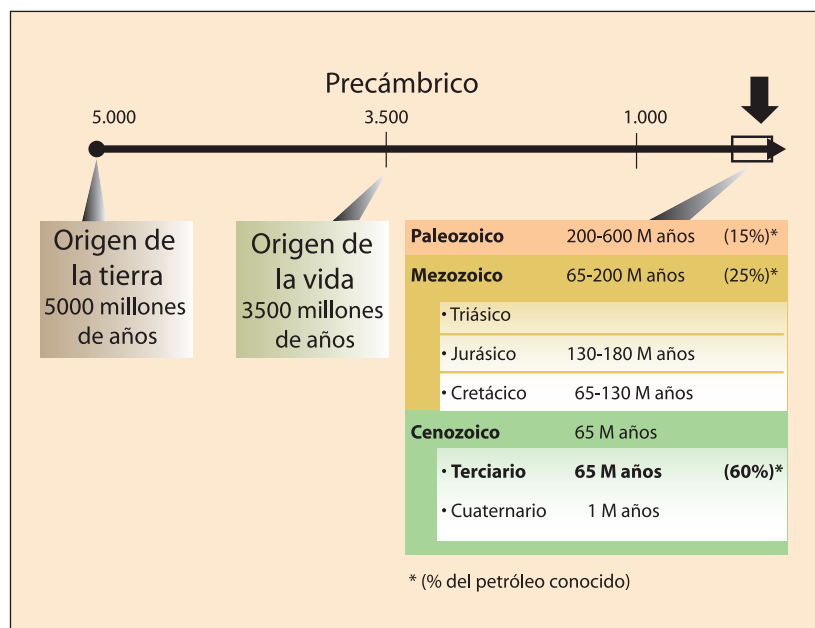 Precámbrico
5.000 3.500 1.000
Origen de
la tierra
5000 millones
de años
Origen de
la vida
3500 millones
de años
Paleozoico 200-600 M años (15%)*
Mezozoico 65-200 M años (25%)*
• Triásico
• Jurásico 130-180 M años
• Cretácico 65-130 M años
Cenozoico 65 M años
• Terciario 65 M años (60%)*
• Cuaternario 1 M años
* (% del petróleo conocido)